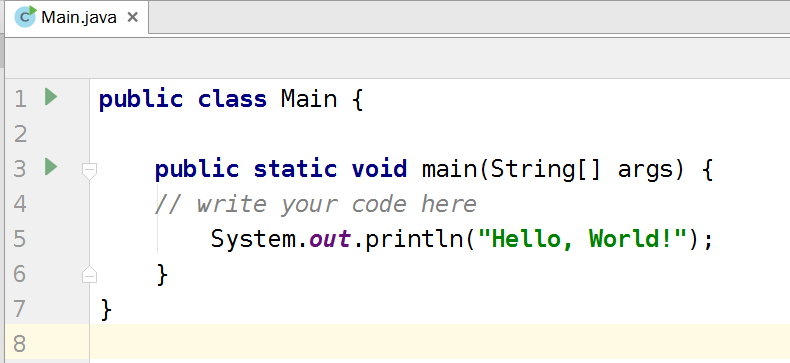 Main.java
1 public class Main {
2
3 public static void main(String[] args) {
4 // write your code here
5 System.out.println("Hello, World!");
6 }
7 }
8